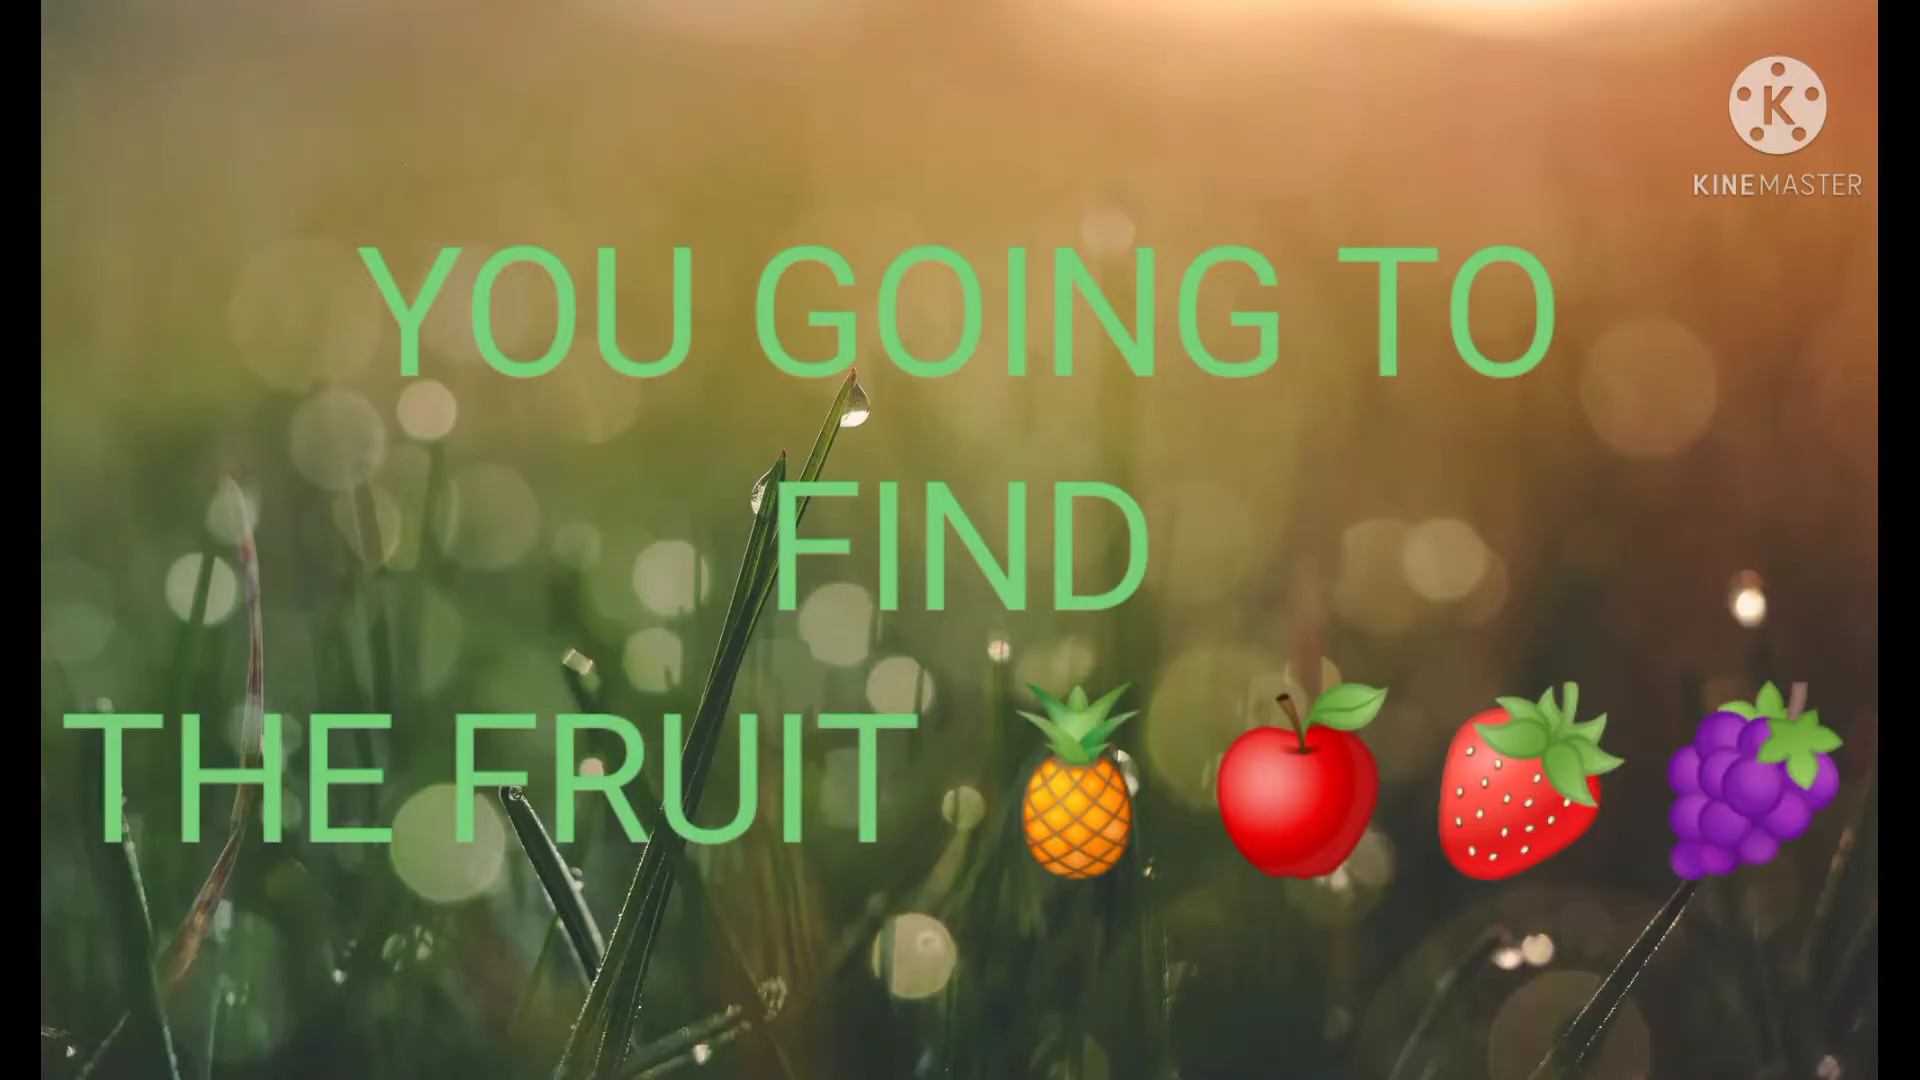 K
KINEMASTER
YOU GOING TO
FIND
THE FRUIT 🍍 🍎 🍓 🍇